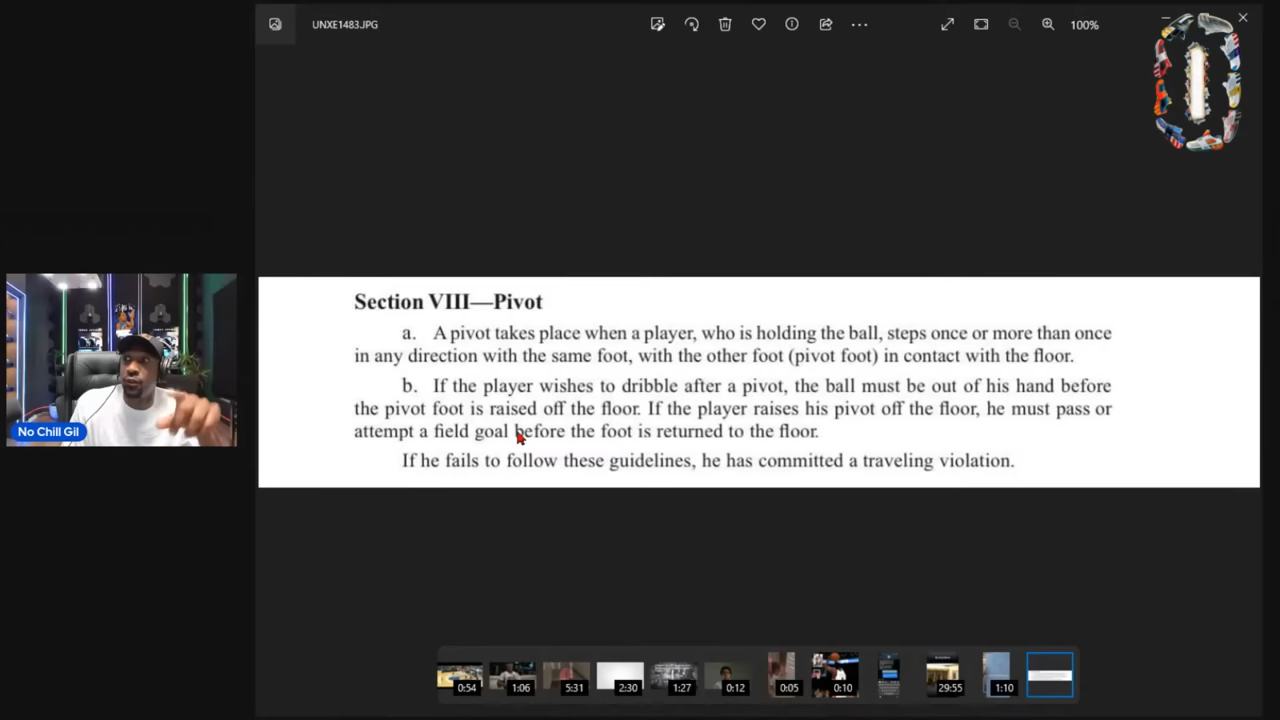 UNXE1483.JPG
100%
Section VIII—Pivot
a. A pivot takes place when a player, who is holding the ball, steps once or more than once
in any direction with the same foot, with the other foot (pivot foot) in contact with the floor.
b. If the player wishes to dribble after a pivot, the ball must be out of his hand before
the pivot foot is raised off the floor. If the player raises his pivot off the floor, he must pass or
attempt a field goal before the foot is returned to the floor.
If he fails to follow these guidelines, he has committed a traveling violation.
No Chill Gil
0:54
1:06
5:31
2:30
1:27
0:12
0:05
0:10
29:55
1:10